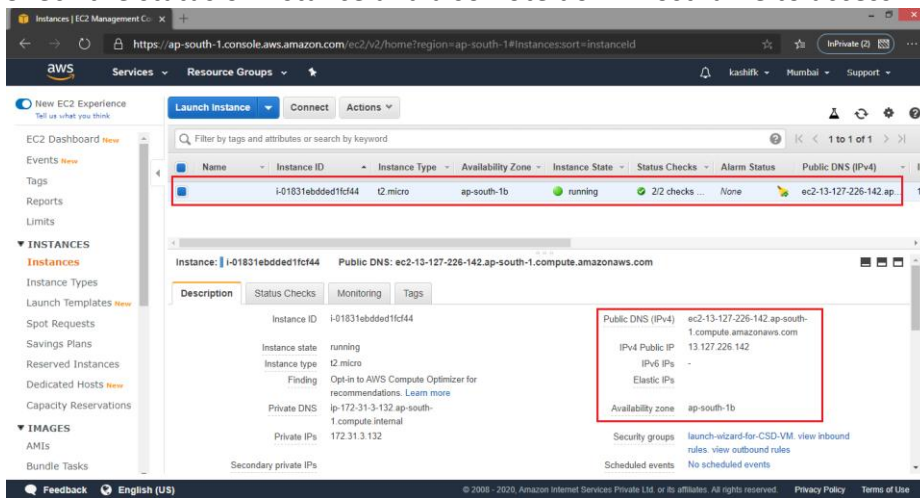 Instances | EC2 Management Co
https://ap-south-1.console.aws.amazon.com/ec2/v2/home?region=ap-south-1#Instances:sort=instanceId
InPrivate (2)
aws Services Resource Groups kashifk Mumbai Support
New EC2 Experience
Tell us what you think
Launch Instance Connect Actions
EC2 Dashboard New
Filter by tags and attributes or search by keyword
1 to 1 of 1
Events New
Name Instance ID Instance Type Availability Zone Instance State Status Checks Alarm Status Public DNS (IPv4)
Tags
i-01831ebdded1fcf44 t2.micro ap-south-1b running 2/2 checks ... None ec2-13-127-226-142.ap...
Reports
Limits
INSTANCES
Instances
Instance: i-01831ebdded1fcf44 Public DNS: ec2-13-127-226-142.ap-south-1.compute.amazonaws.com
Instance Types
Description Status Checks Monitoring Tags
Launch Templates New
Spot Requests
Savings Plans
Reserved Instances
Dedicated Hosts New
Capacity Reservations
IMAGES
AMIs
Bundle Tasks
Instance ID i-01831ebdded1fcf44
Instance state running
Instance type t2.micro
Finding Opt-in to AWS Compute Optimizer for
recommendations. Learn more
Private DNS ip-172-31-3-132.ap-south-
1.compute.internal
Private IPs 172.31.3.132
Secondary private IPs
Public DNS (IPv4) ec2-13-127-226-142.ap-south-
1.compute.amazonaws.com
IPv4 Public IP 13.127.226.142
IPv6 IPs -
Elastic IPs
Availability zone ap-south-1b
Security groups launch-wizard-for-CSD-VM. view inbound
rules. view outbound rules
Scheduled events No scheduled events
Feedback English (US) © 2008 - 2020, Amazon Internet Services Private Ltd. or its affiliates. All rights reserved. Privacy Policy Terms of Use